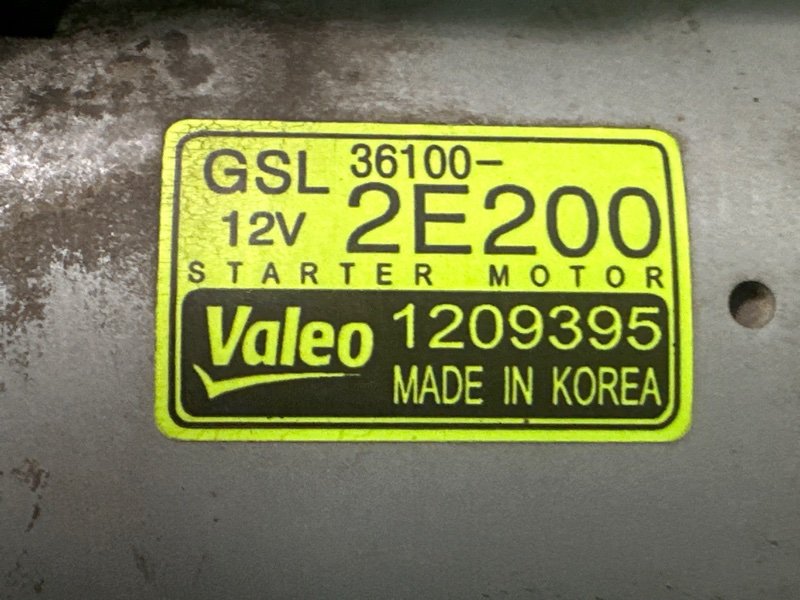 GSL 36100-
12V 2E200
STARTER MOTOR
Valeo 1209395
MADE IN KOREA